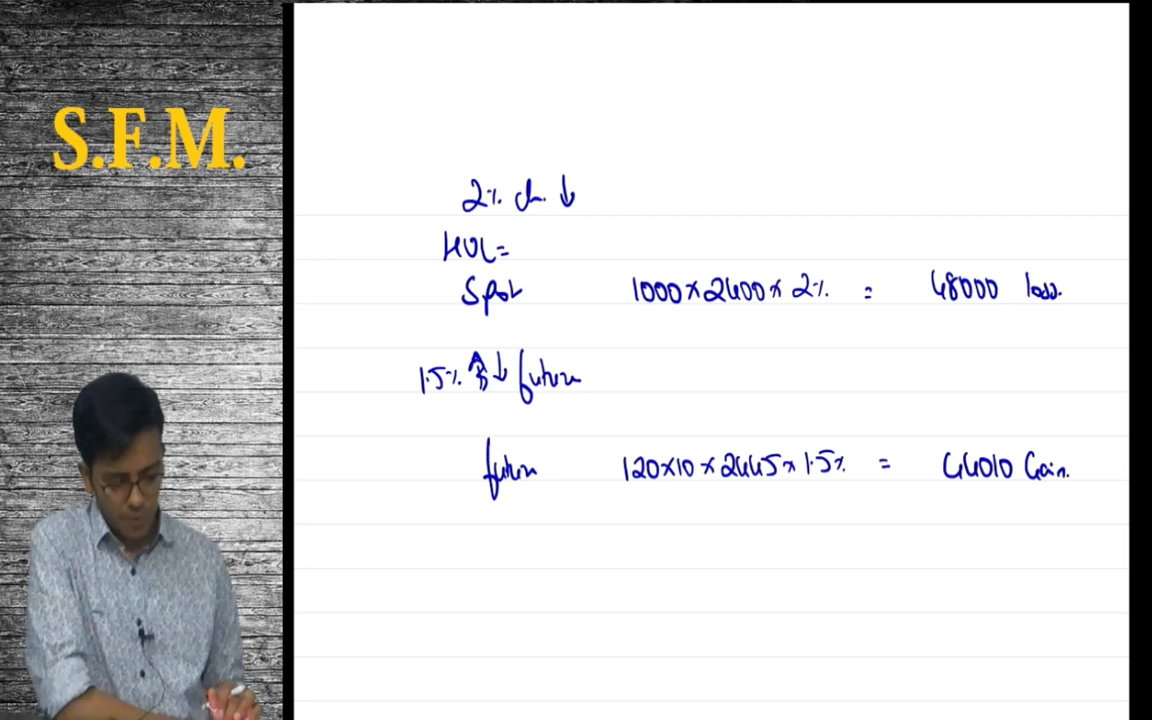 S.F.M.
2% ch. ↓
HUL=
Spot 1000×2400×2% = 48000 loss.
1.5% ↓ future
future 120×10×2445×1.5% = 44010 Gain.